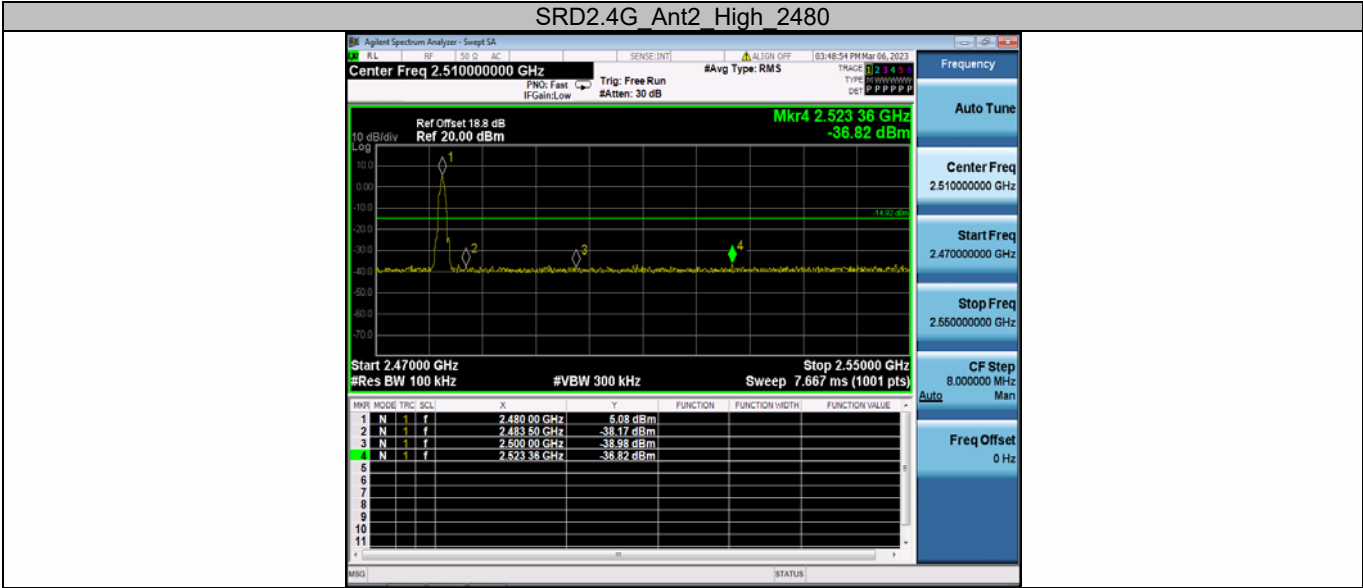 SRD2.4G_Ant2_High_2480
Agilent Spectrum Analyzer - Swept SA
RL RF 50 Ω AC SENSE:INT ALIGN OFF 03:48:54 PM Mar 06, 2023
Center Freq 2.510000000 GHz
PNO: Fast
IFGain:Low
Trig: Free Run
#Atten: 30 dB
#Avg Type: RMS
TRACE 1 2 3 4 5 6
TYPE M WWWWW
DET P P P P P P
Mkr4 2.523 36 GHz
-36.82 dBm
Ref Offset 18.8 dB
10 dB/div Ref 20.00 dBm
Log
10.0
0.00
-10.0
-20.0
-30.0
-40.0
-50.0
-60.0
-70.0
1
2
3
4
-14.92 dBm
Start 2.47000 GHz Stop 2.55000 GHz
#Res BW 100 kHz #VBW 300 kHz Sweep 7.667 ms (1001 pts)
MKR MODE TRC SCL X Y FUNCTION FUNCTION WIDTH FUNCTION VALUE
1 N 1 f 2.480 00 GHz 5.08 dBm
2 N 1 f 2.483 50 GHz -38.17 dBm
3 N 1 f 2.500 00 GHz -38.98 dBm
4 N 1 f 2.523 36 GHz -36.82 dBm
5
6
7
8
9
10
11
MSG STATUS
Frequency
Auto Tune
Center Freq
2.510000000 GHz
Start Freq
2.470000000 GHz
Stop Freq
2.550000000 GHz
CF Step
8.000000 MHz
Auto Man
Freq Offset
0 Hz